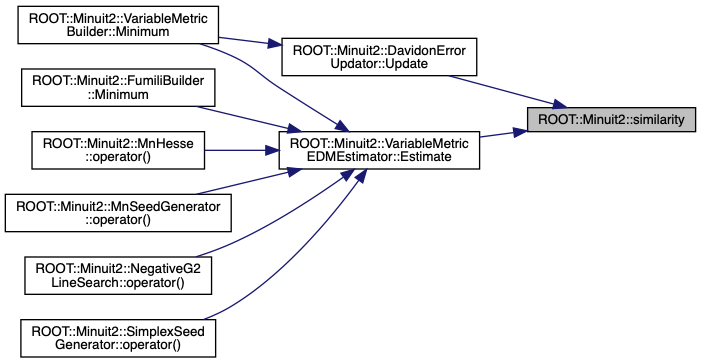 ROOT::Minuit2::VariableMetric
Builder::Minimum
ROOT::Minuit2::DavidonError
Updator::Update
ROOT::Minuit2::FumiliBuilder
::Minimum
ROOT::Minuit2::similarity
ROOT::Minuit2::MnHesse
::operator()
ROOT::Minuit2::VariableMetric
EDMEstimator::Estimate
ROOT::Minuit2::MnSeedGenerator
::operator()
ROOT::Minuit2::NegativeG2
LineSearch::operator()
ROOT::Minuit2::SimplexSeed
Generator::operator()